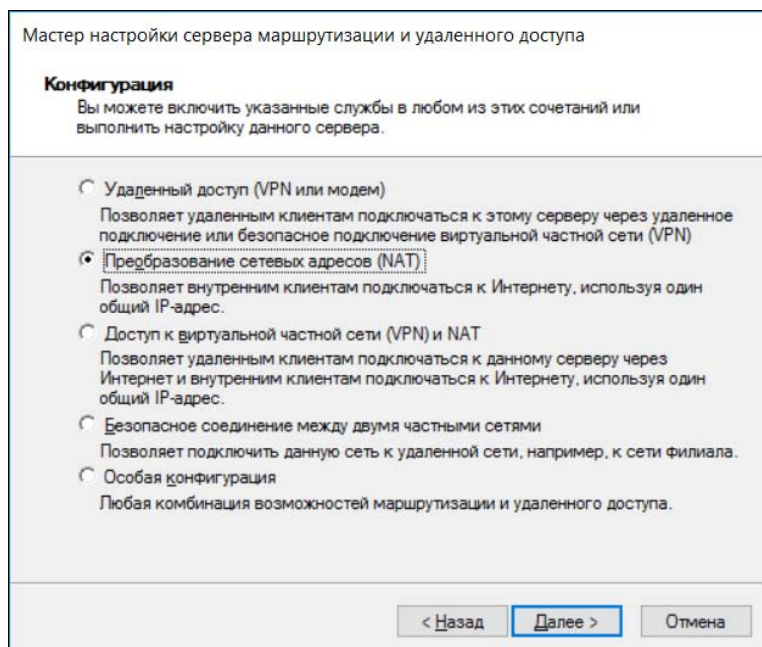 Мастер настройки сервера маршрутизации и удаленного доступа
Конфигурация
Вы можете включить указанные службы в любом из этих сочетаний или
выполнить настройку данного сервера.
Удаленный доступ (VPN или модем)
Позволяет удаленным клиентам подключаться к этому серверу через удаленное
подключение или безопасное подключение виртуальной частной сети (VPN)
Преобразование сетевых адресов (NAT)
Позволяет внутренним клиентам подключаться к Интернету, используя один
общий IP-адрес.
Доступ к виртуальной частной сети (VPN) и NAT
Позволяет удаленным клиентам подключаться к данному серверу через
Интернет и внутренним клиентам подключаться к Интернету, используя один
общий IP-адрес.
Безопасное соединение между двумя частными сетями
Позволяет подключить данную сеть к удаленной сети, например, к сети филиала.
Особая конфигурация
Любая комбинация возможностей маршрутизации и удаленного доступа.
< Назад Далее > Отмена